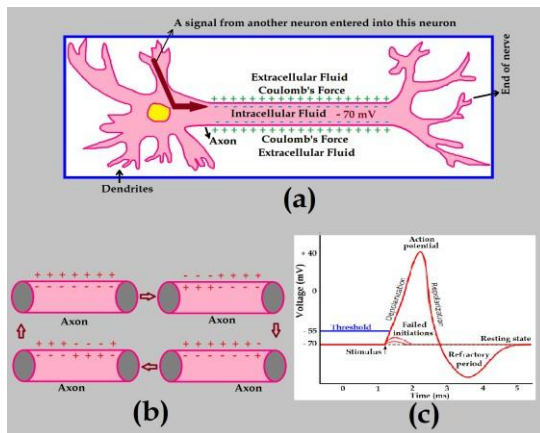 A signal from another neuron entered into this neuron
Extracellular Fluid
Coulomb's Force
+ + + + + + + + + + + + + + + + + + + +
Intracellular Fluid - 70 mV
Axon
Coulomb's Force
Extracellular Fluid
Dendrites
End of nerve
(a)
+ + + + + + +
- - - - - - -
Axon
- - - + + + +
+ + + - - - -
Axon
+ + + - - - +
- - - + + + -
Axon
+ + + + + + +
- - - - - - -
Axon
(b)
(c)
Action
potential
+ 40
0
- 55
- 70
Voltage (mV)
Depolarization
Repolarization
Threshold
Failed
initiations
Stimulus
Resting state
Refractory
period
0 1 2 3 4 5
Time (ms)